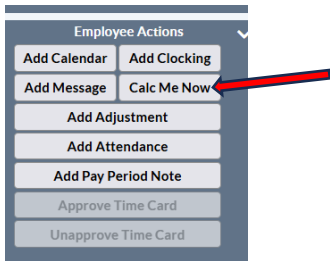 Employee Actions
Add Calendar Add Clocking
Add Message Calc Me Now
Add Adjustment
Add Attendance
Add Pay Period Note
Approve Time Card
Unapprove Time Card